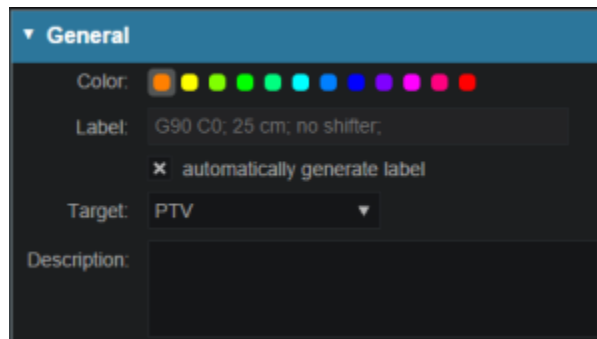 General
Color:
Label: G90 C0; 25 cm; no shifter;
automatically generate label
Target: PTV
Description: